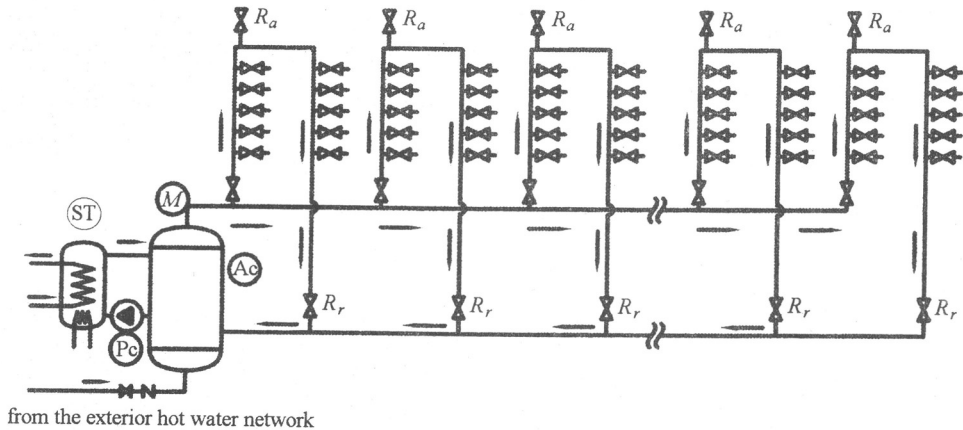 Ra Ra Ra Ra Ra
ST M
Ac
Rr Rr Rr Rr Rr
Pc
from the exterior hot water network